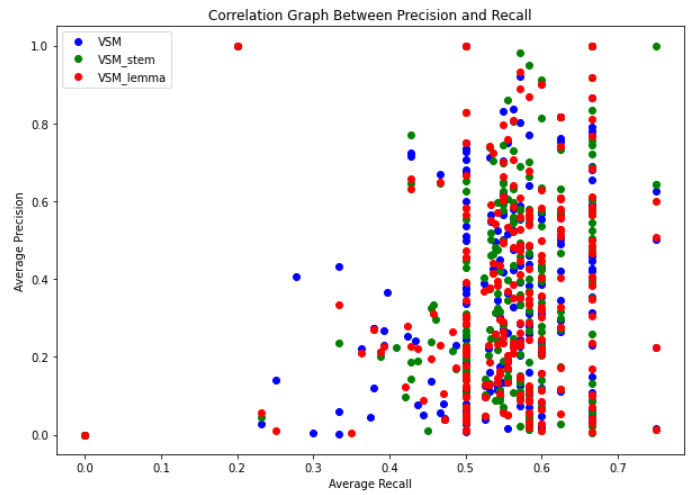 Correlation Graph Between Precision and Recall
VSM
VSM_stem
VSM_lemma
1.0
0.8
0.6
0.4
0.2
0.0
Average Precision
0.0 0.1 0.2 0.3 0.4 0.5 0.6 0.7
Average Recall